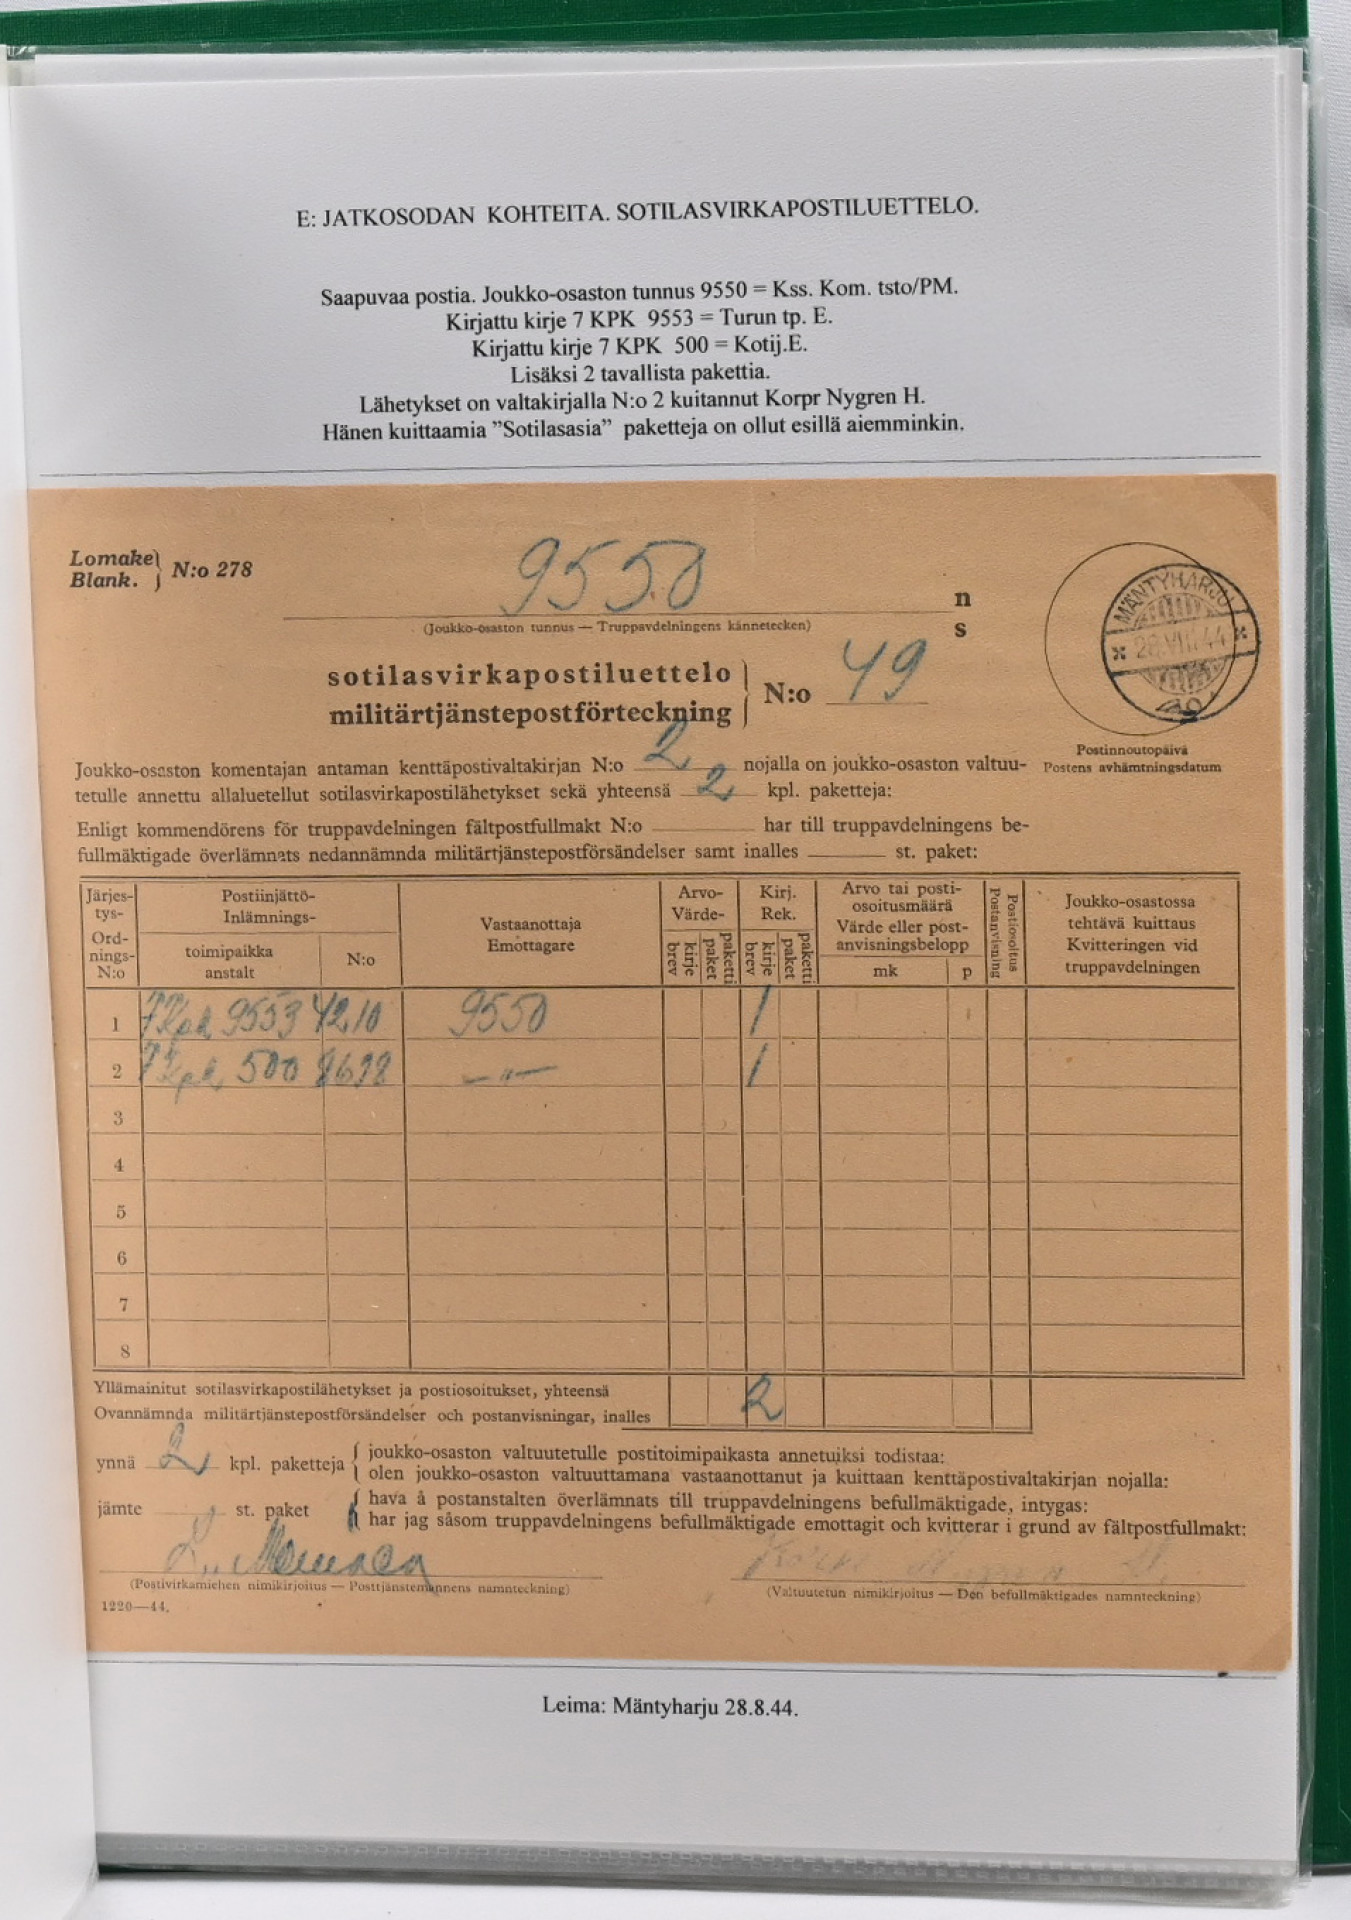 E: JATKOSODAN KOHTEITA. SOTILASVIRKAPOSTILUETTELO.
Saapuvaa postia. Joukko-osaston tunnus 9550 = Kss. Kom. tsto/PM.
Kirjattu kirje 7 KPK 9553 = Turun tp. E.
Kirjattu kirje 7 KPK 500 = Kotij.E.
Lisäksi 2 tavallista pakettia.
Lähetykset on valtakirjalla N:o 2 kuitannut Korpr Nygren H.
Hänen kuittaamia ”Sotilasasia” paketteja on ollut esillä aiemminkin.
Lomake
Blank. } N:o 278
9550
n
(Joukko-osaston tunnus — Truppavdelningens kännetecken)
s
MÄNTYHARJU
28.VIII.44
sotilasvirkapostiluettelo
militärtjänstepostförteckning } N:o 49
Postinnoutopäivä
Postens avhämtningsdatum
Joukko-osaston komentajan antaman kenttäpostivaltakirjan N:o 2 nojalla on joukko-osaston valtuu-
tetulle annettu allaluetellut sotilasvirkapostilähetykset sekä yhteensä 2 kpl. paketteja:
Enligt kommendörens för truppavdelningen fältpostfullmakt N:o har till truppavdelningens be-
fullmäktigade överlämnats nedannämnda militärtjänstepostförsändelser samt inalles st. paket:
Järjes-
tys-
Ord-
nings-
N:o
Postiinjättö-
Inlämnings-
toimipaikka
anstalt
N:o
Vastaanottaja
Emottagare
Arvo-
Värde-
kirje
brev
paketti
paket
Kirj.
Rek.
kirje
brev
paketti
paket
Arvo tai posti-
osoitusmäärä
Värde eller post-
anvisningsbelopp
mk
p
Postiosoitus
Postanvisning
Joukko-osastossa
tehtävä kuittaus
Kvitteringen vid
truppavdelningen
1 7 Kpk 9553 4210 9550 1
2 7 Kpk 500 8698 —"— 1
3
4
5
6
7
8
Yllämainitut sotilasvirkapostilähetykset ja postiosoitukset, yhteensä
Ovannämnda militärtjänstepostförsändelser och postanvisningar, inalles
2
ynnä 2 kpl. paketteja { joukko-osaston valtuutetulle postitoimipaikasta annetuiksi todistaa:
olen joukko-osaston valtuuttamana vastaanottanut ja kuittaan kenttäpostivaltakirjan nojalla:
jämte st. paket { hava å postanstalten överlämnats till truppavdelningens befullmäktigade, intygas:
har jag såsom truppavdelningens befullmäktigade emottagit och kvitterar i grund av fältpostfullmakt:
(Postivirkamiehen nimikirjoitus — Posttjänstemannens namnteckning)
(Valtuutetun nimikirjoitus — Den befullmäktigades namnteckning)
1220—44.
Leima: Mäntyharju 28.8.44.